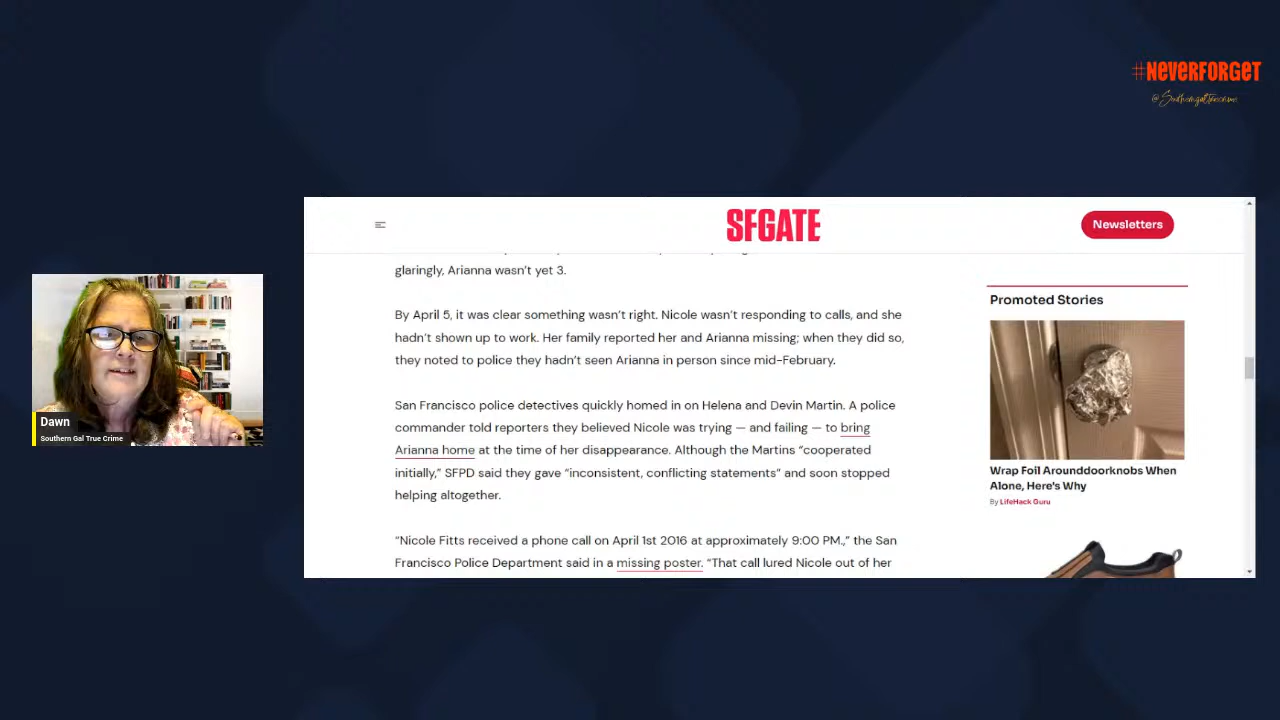 #NEVERFORGET
@Southerngaltruecrime
SFGATE
Newsletters
glaringly, Arianna wasn’t yet 3.
By April 5, it was clear something wasn’t right. Nicole wasn’t responding to calls, and she
hadn’t shown up to work. Her family reported her and Arianna missing; when they did so,
they noted to police they hadn’t seen Arianna in person since mid-February.
San Francisco police detectives quickly homed in on Helena and Devin Martin. A police
commander told reporters they believed Nicole was trying — and failing — to bring
Arianna home at the time of her disappearance. Although the Martins “cooperated
initially,” SFPD said they gave “inconsistent, conflicting statements” and soon stopped
helping altogether.
“Nicole Fitts received a phone call on April 1st 2016 at approximately 9:00 PM.,” the San
Francisco Police Department said in a missing poster. “That call lured Nicole out of her
Promoted Stories
Wrap Foil Arounddoorknobs When
Alone, Here's Why
By LifeHack Guru
Dawn
Southern Gal True Crime